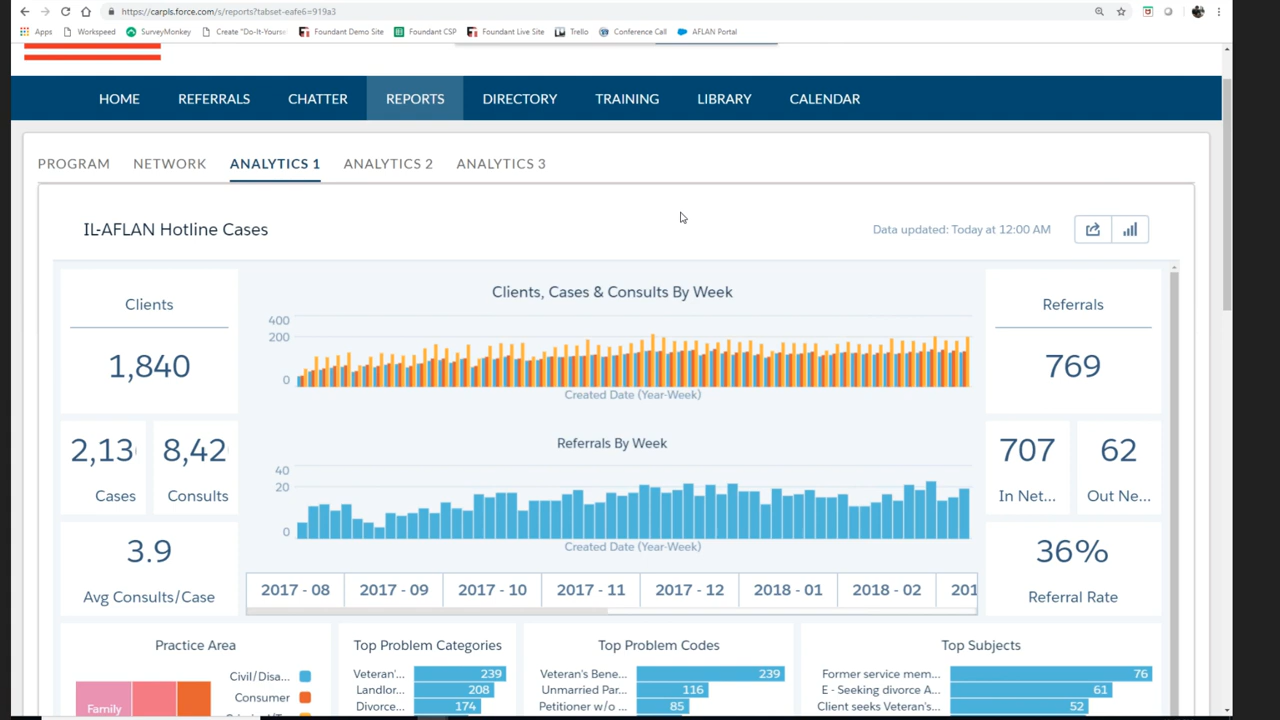 https://carpls.force.com/s/reports?tabset-eafe6=919a3
Apps Workspeed SurveyMonkey Create "Do-It-Yours Foundant Demo Site Foundant CSP Foundant Live Site Trello Conference Call AFLAN Portal
HOME REFERRALS CHATTER REPORTS DIRECTORY TRAINING LIBRARY CALENDAR
PROGRAM NETWORK ANALYTICS 1 ANALYTICS 2 ANALYTICS 3
IL-AFLAN Hotline Cases
Data updated: Today at 12:00 AM
Clients
1,840
2,13
Cases
8,42
Consults
3.9
Avg Consults/Case
Clients, Cases & Consults By Week
400
200
0
Created Date (Year-Week)
Referrals By Week
40
20
0
Created Date (Year-Week)
2017 - 08 2017 - 09 2017 - 10 2017 - 11 2017 - 12 2018 - 01 2018 - 02 201
Referrals
769
707
In Net...
62
Out Ne...
36%
Referral Rate
Practice Area
Family
Civil/Disa...
Consumer
Top Problem Categories
Veteran'... 239
Landlor... 208
Divorce... 174
Top Problem Codes
Veteran's Bene... 239
Unmarried Par... 116
Petitioner w/o ... 85
Top Subjects
Former service mem... 76
E - Seeking divorce A... 61
Client seeks Veteran's... 52